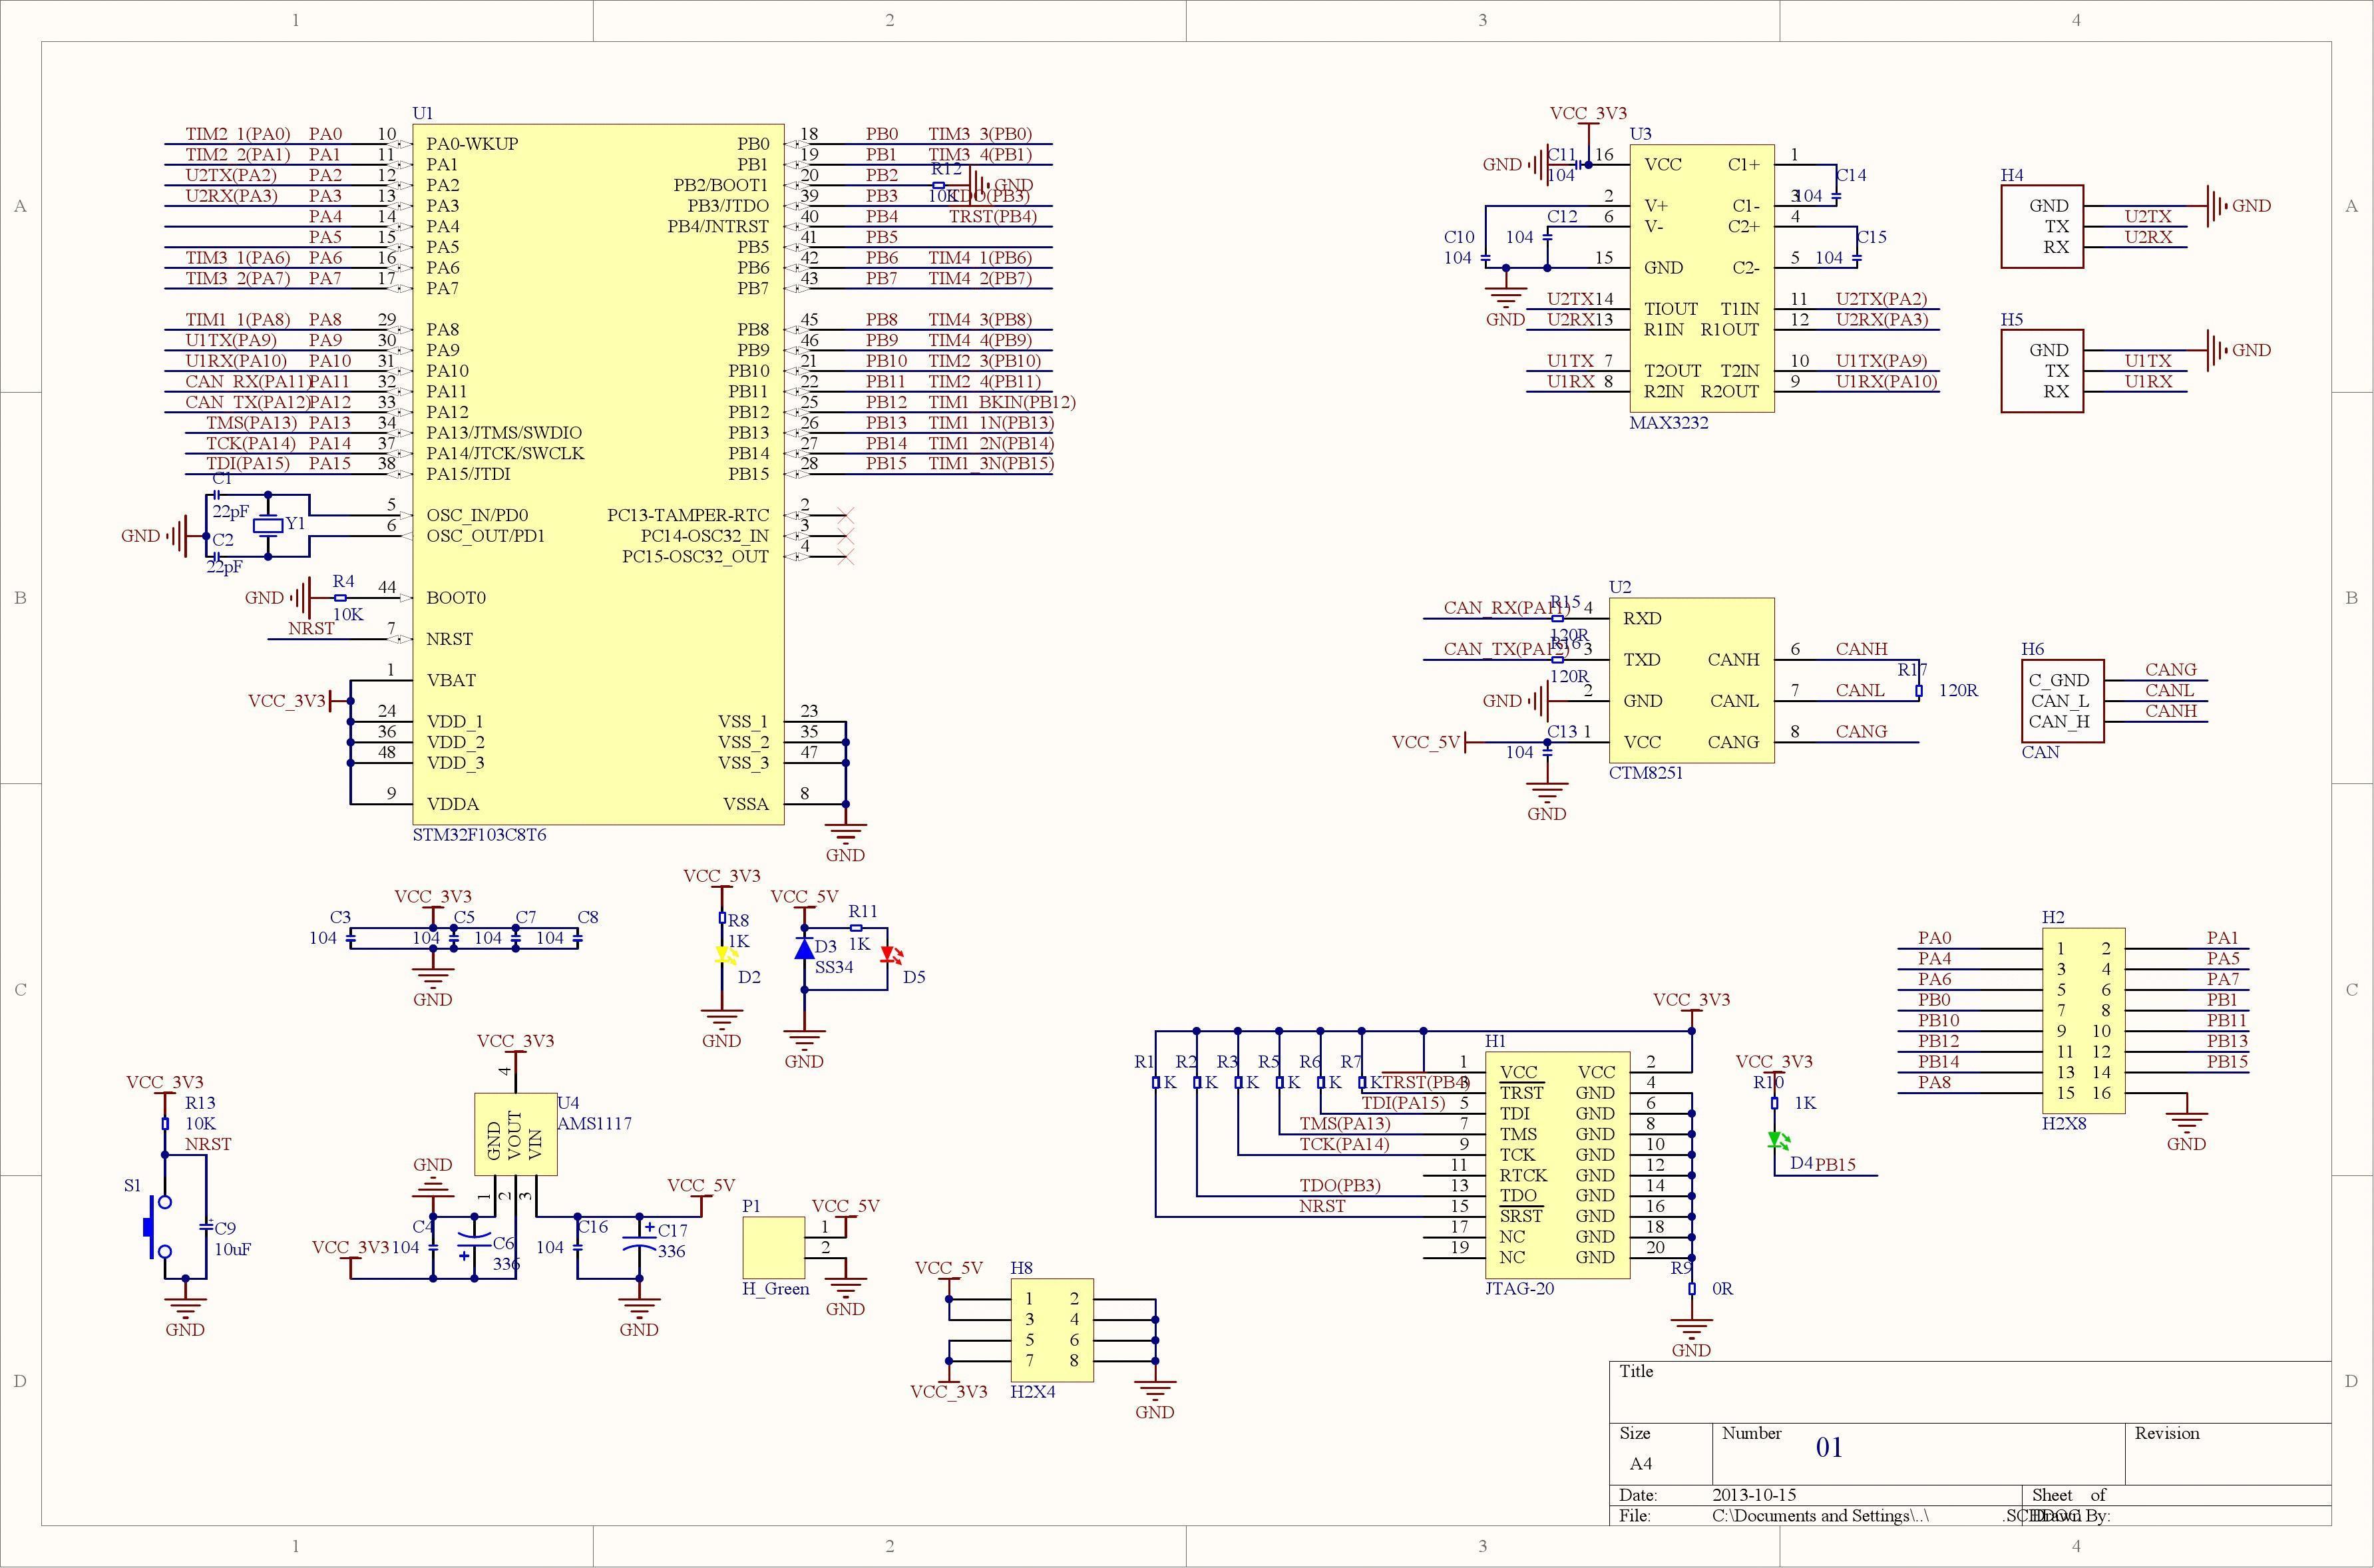 1 2 3 4
A A
B B
C C
D D
1 2 3 4
U1
TIM2_1(PA0) PA0 10 PA0-WKUP
TIM2_2(PA1) PA1 11 PA1
U2TX(PA2) PA2 12 PA2
U2RX(PA3) PA3 13 PA3
PA4 14 PA4
PA5 15 PA5
TIM3_1(PA6) PA6 16 PA6
TIM3_2(PA7) PA7 17 PA7
TIM1_1(PA8) PA8 29 PA8
U1TX(PA9) PA9 30 PA9
U1RX(PA10) PA10 31 PA10
CAN_RX(PA11) PA11 32 PA11
CAN_TX(PA12) PA12 33 PA12
TMS(PA13) PA13 34 PA13/JTMS/SWDIO
TCK(PA14) PA14 37 PA14/JTCK/SWCLK
TDI(PA15) PA15 38 PA15/JTDI
C1
22pF
Y1
GND
C2
22pF
5 OSC_IN/PD0
6 OSC_OUT/PD1
GND R4 10K 44 BOOT0
NRST 7 NRST
1 VBAT
VCC_3V3
24 VDD_1
36 VDD_2
48 VDD_3
9 VDDA
PB0 18 PB0 TIM3_3(PB0)
PB1 19 PB1 TIM3_4(PB1)
PB2/BOOT1 20 PB2 R12 10K GND
PB3/JTDO 39 PB3 TDO(PB3)
PB4/JNTRST 40 PB4 TRST(PB4)
PB5 41 PB5
PB6 42 PB6 TIM4_1(PB6)
PB7 43 PB7 TIM4_2(PB7)
PB8 45 PB8 TIM4_3(PB8)
PB9 46 PB9 TIM4_4(PB9)
PB10 21 PB10 TIM2_3(PB10)
PB11 22 PB11 TIM2_4(PB11)
PB12 25 PB12 TIM1_BKIN(PB12)
PB13 26 PB13 TIM1_1N(PB13)
PB14 27 PB14 TIM1_2N(PB14)
PB15 28 PB15 TIM1_3N(PB15)
PC13-TAMPER-RTC 2
PC14-OSC32_IN 3
PC15-OSC32_OUT 4
VSS_1 23
VSS_2 35
VSS_3 47
VSSA 8
GND
STM32F103C8T6
VCC_3V3
U3
GND C11 104 16 VCC C1+ 1
C14 104
2 V+ C1- 3
6 V- C2+ 4
C10 104
C12 104
C15 104
15 GND C2- 5
GND
U2TX 14 TIOUT T1IN 11 U2TX(PA2)
U2RX 13 R1IN R1OUT 12 U2RX(PA3)
U1TX 7 T2OUT T2IN 10 U1TX(PA9)
U1RX 8 R2IN R2OUT 9 U1RX(PA10)
MAX3232
H4
GND GND
TX U2TX
RX U2RX
H5
GND GND
TX U1TX
RX U1RX
U2
CAN_RX(PA11) R15 120R 4 RXD
CAN_TX(PA12) R16 120R 3 TXD CANH 6 CANH
GND 2 GND CANL 7 CANL
R17 120R
VCC_5V C13 104 1 VCC CANG 8 CANG
GND
CTM8251
H6
C_GND CANG
CAN_L CANL
CAN_H CANH
CAN
VCC_3V3
C3 C5 C7 C8
104 104 104 104
GND
VCC_3V3
R8
1K
D2
GND
VCC_5V
R11
1K
D3
SS34
D5
GND
VCC_3V3
R13
10K
NRST
S1
C9
10uF
GND
VCC_3V3
4
U4
AMS1117
GND VOUT VIN
1 2 3
GND
VCC_3V3
C4
104
C6
336
VCC_5V
C16
104
C17
336
GND
P1
VCC_5V
1
2
H_Green
GND
VCC_5V
H8
1 2
3 4
5 6
7 8
VCC_3V3
H2X4
GND
VCC_3V3
H1
R1 R2 R3 R5 R6 R7
K K K K K K
1 VCC VCC 2
TRST(PB4) 3 TRST GND 4
TDI(PA15) 5 TDI GND 6
TMS(PA13) 7 TMS GND 8
TCK(PA14) 9 TCK GND 10
11 RTCK GND 12
TDO(PB3) 13 TDO GND 14
NRST 15 SRST GND 16
17 NC GND 18
19 NC GND 20
JTAG-20
R9
0R
GND
VCC_3V3
R10
1K
D4 PB15
H2
PA0 1 2 PA1
PA4 3 4 PA5
PA6 5 6 PA7
PB0 7 8 PB1
PB10 9 10 PB11
PB12 11 12 PB13
PB14 13 14 PB15
PA8 15 16
H2X8
GND
Title
Size
A4
Number
01
Revision
Date: 2013-10-15 Sheet of
File: C:\Documents and Settings\..\ .SCHDOC Drawn By: